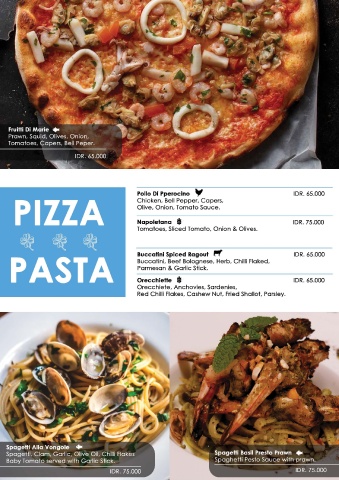 Fruitti Di Marie
Prawn, Squid, Olives, Onion,
Tomatoes, Capers, Bell Peper.
IDR. 65.000
PIZZA
PASTA
Pollo Di Pperocino IDR. 65.000
Chicken, Bell Pepper, Capers,
Olive, Onion, Tomato Sauce.
Napoletana IDR. 75.000
Tomatoes, Sliced Tomato, Onion & Olives.
Buccatini Spiced Ragout IDR. 65.000
Buccatini, Beef Bolognese, Herb, Chilli Flaked,
Parmesan & Garlic Stick.
Orecchiette IDR. 65.000
Orecchiete, Anchovies, Sardenies,
Red Chilli Flakes, Cashew Nut, Fried Shallot, Parsley.
Spagetti Alla Vongole
Spagetti, Clam, Garlic, Olive Oil, Chilli Flakes
Baby Tomato served with Garlic Stick.
IDR. 75.000
Spagetti Basil Presto Prawn
Spaghetti Pesto Sauce with prawn.
IDR. 75.000